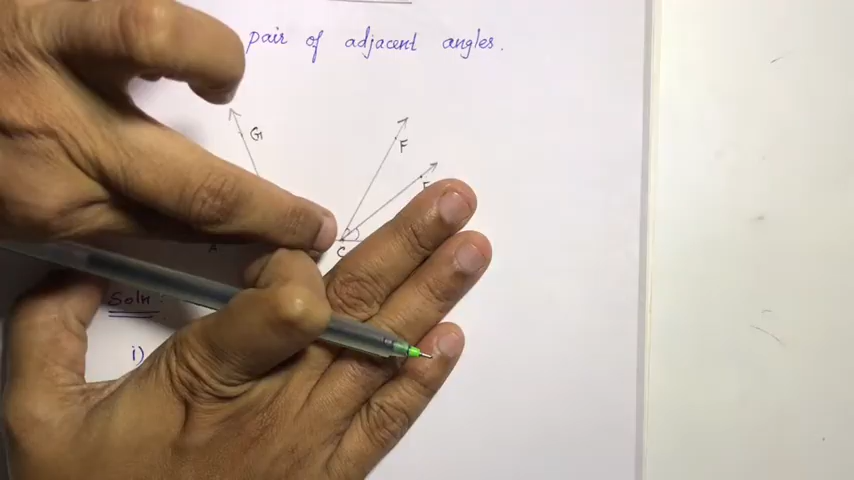 pair of adjacent angles.
G
F
C
Soln :
i)